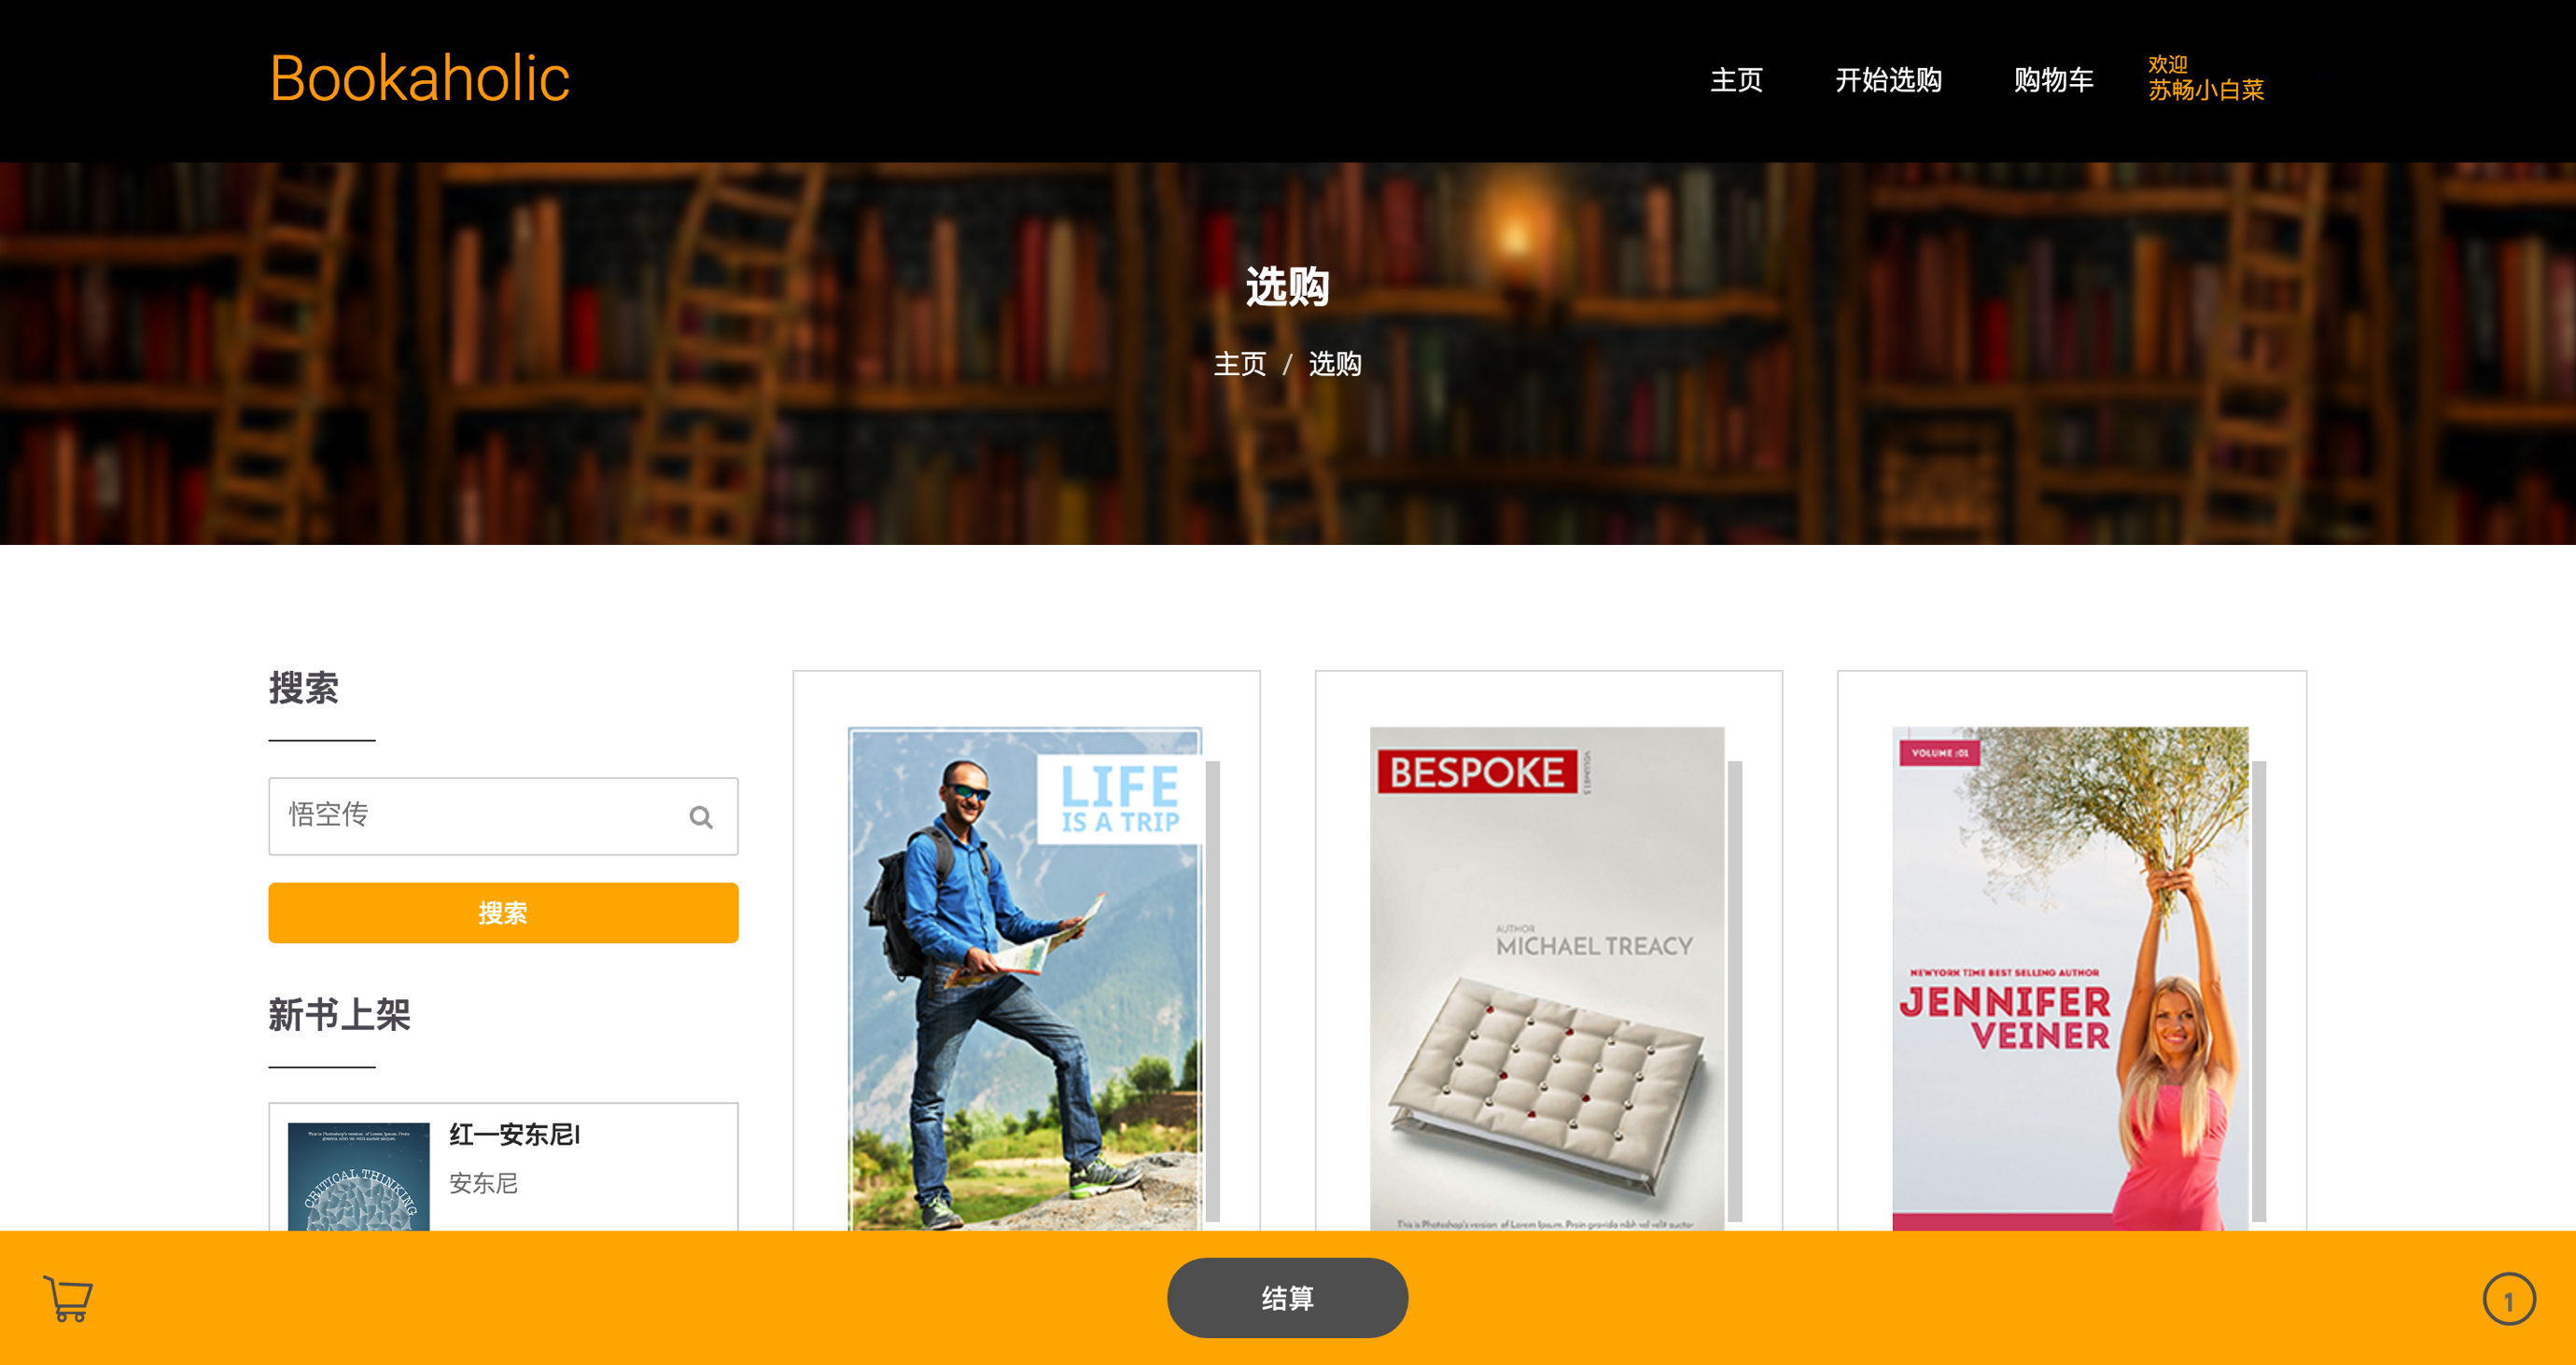 Bookaholic
主页 开始选购 购物车 欢迎
苏畅小白菜
选购
主页 / 选购
搜索
悟空传
搜索
新书上架
红—安东尼I
安东尼
CRITICAL THINKING
LIFE
IS A TRIP
BESPOKE
AUTHOR
MICHAEL TREACY
This is Photoshop's version of Lorem Ipsum. Proin gravida nibh vel velit auctor
VOLUME :01
NEWYORK TIME BEST SELLING AUTHOR
JENNIFER
VEINER
结算
1